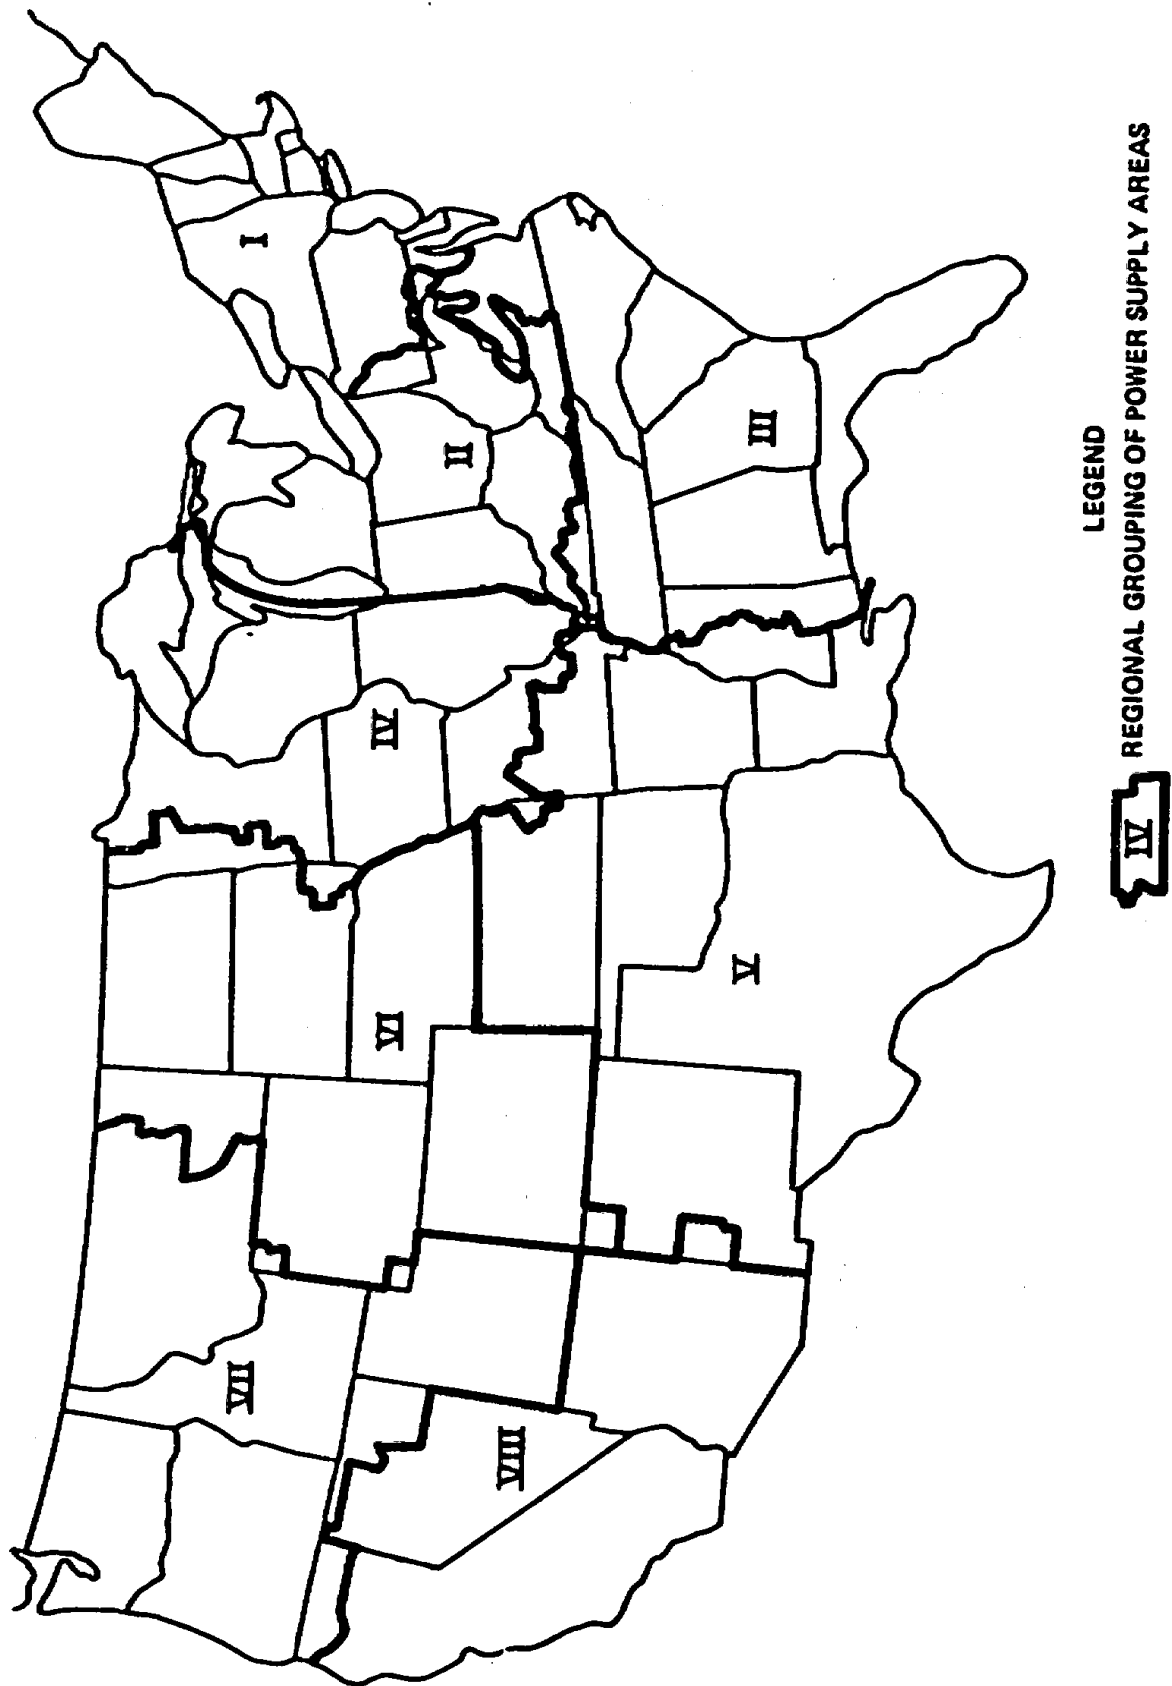 I
II
III
IV
V
VI
VII
VIII
LEGEND
IV REGIONAL GROUPING OF POWER SUPPLY AREAS